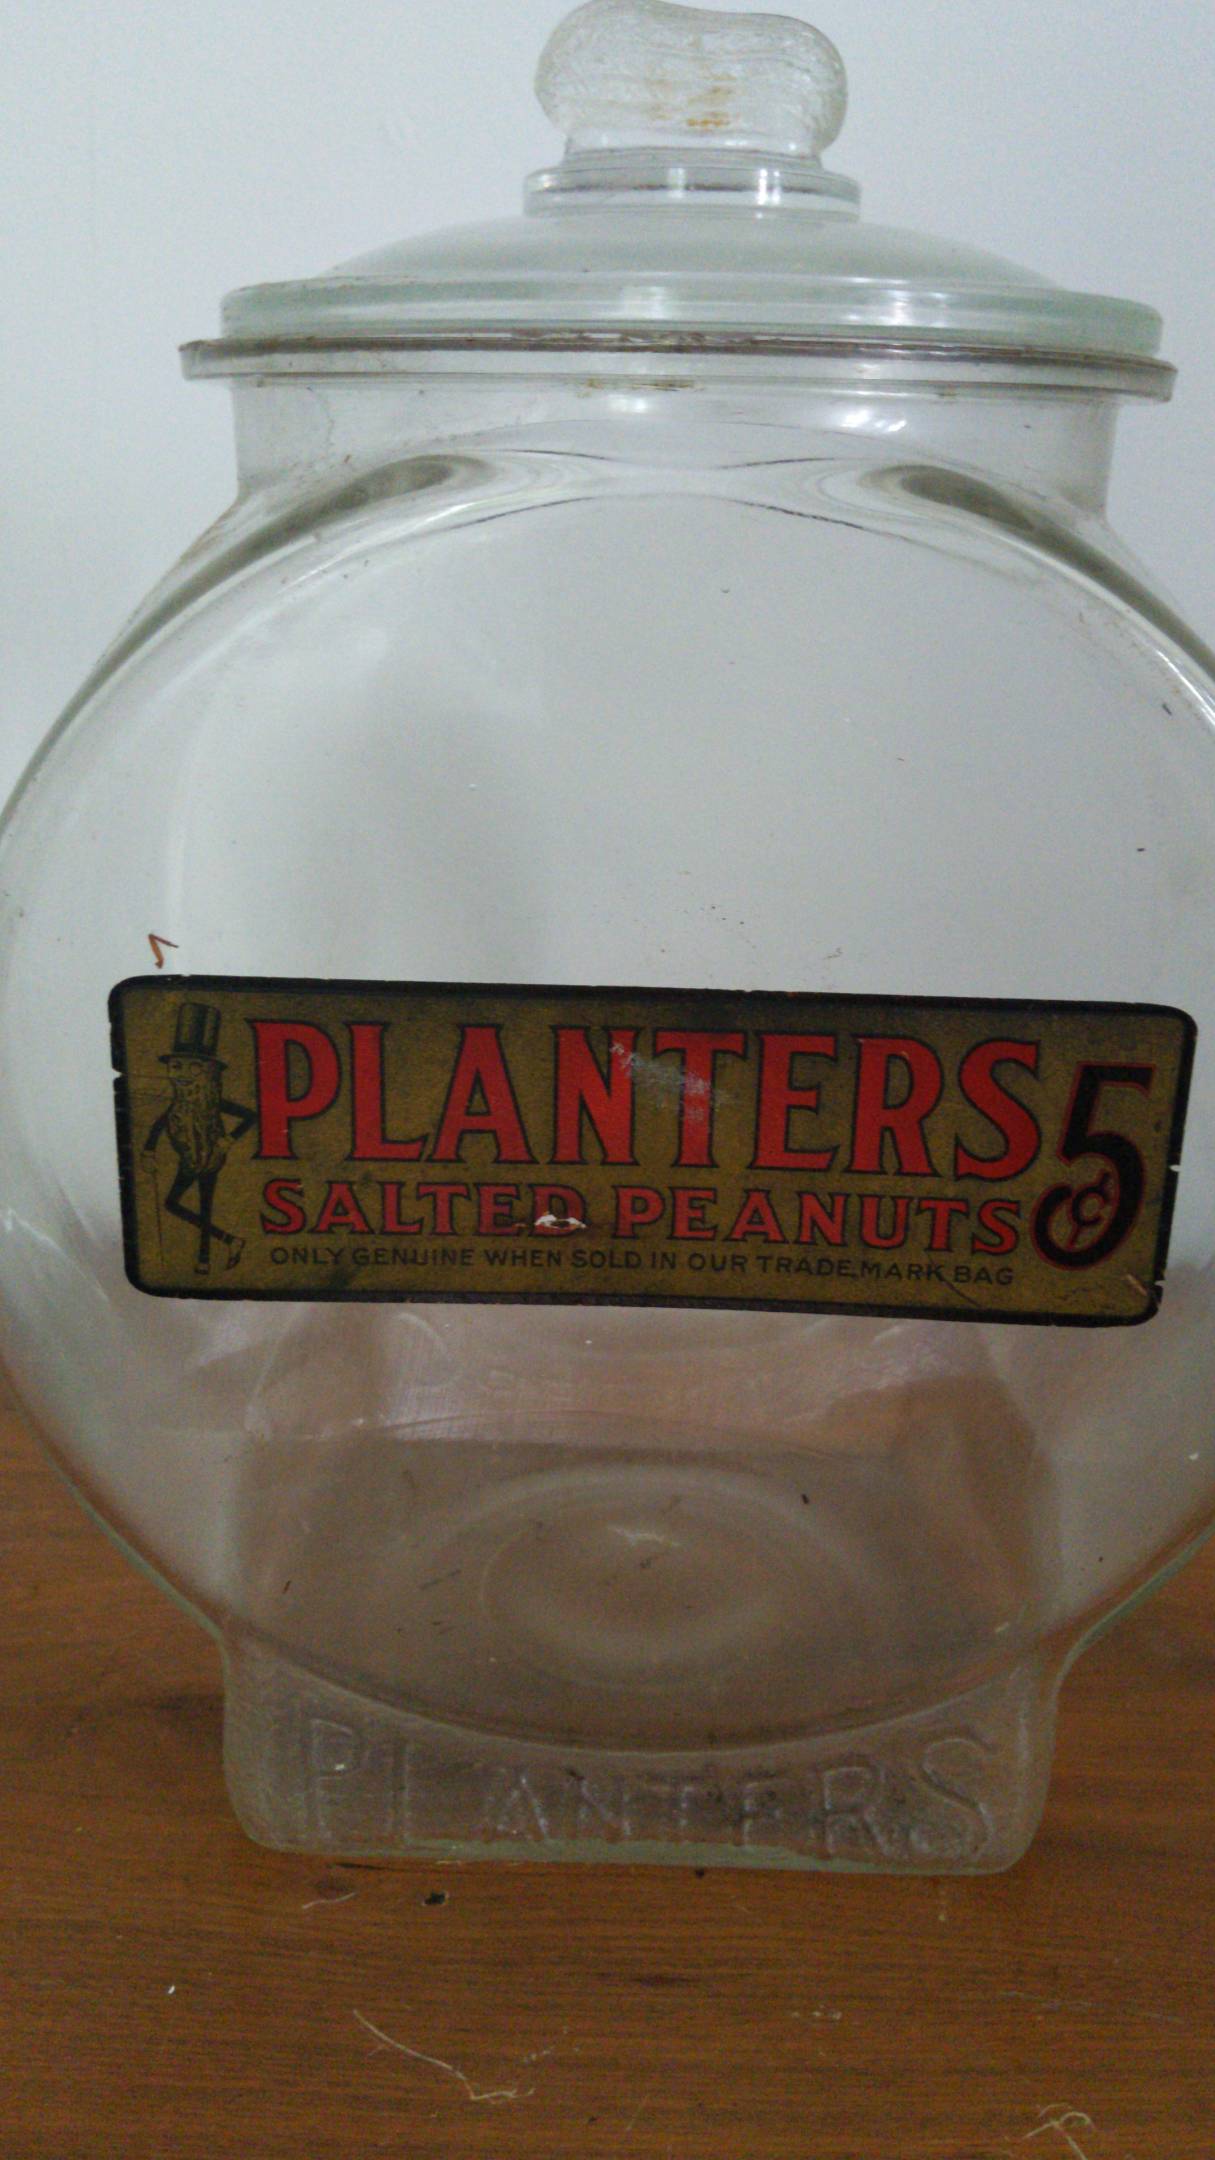 PLANTERS 5¢
SALTED PEANUTS
ONLY GENUINE WHEN SOLD IN OUR TRADE MARK BAG
PLANTERS